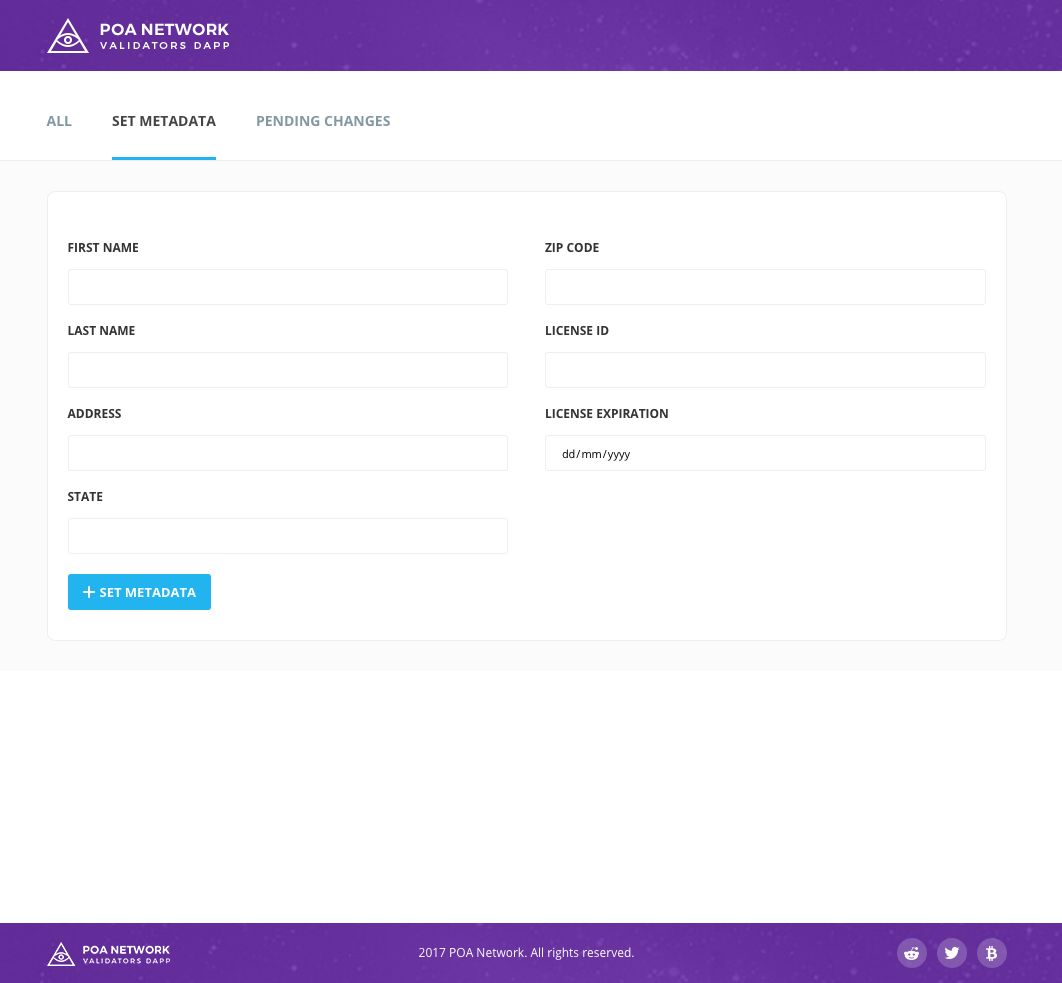 POA NETWORK
VALIDATORS DAPP
ALL
SET METADATA
PENDING CHANGES
FIRST NAME
ZIP CODE
LAST NAME
LICENSE ID
ADDRESS
LICENSE EXPIRATION
dd/mm/yyyy
STATE
SET METADATA
POA NETWORK
VALIDATORS DAPP
2017 POA Network. All rights reserved.